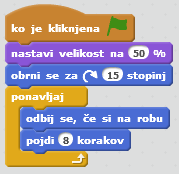 ko je kliknjena
nastavi velikost na 50 %
obrni se za 15 stopinj
ponavljaj
odbij se, če si na robu
pojdi 8 korakov